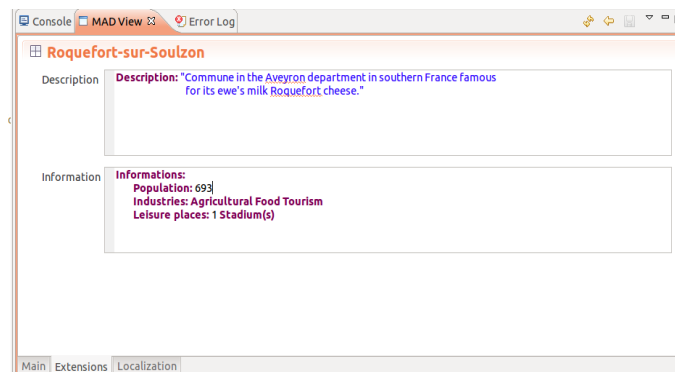 Console MAD View Error Log
Roquefort-sur-Soulzon
Description Description: "Commune in the Aveyron department in southern France famous
for its ewe's milk Roquefort cheese."
Information Informations:
Population: 693
Industries: Agricultural Food Tourism
Leisure places: 1 Stadium(s)
Main Extensions Localization